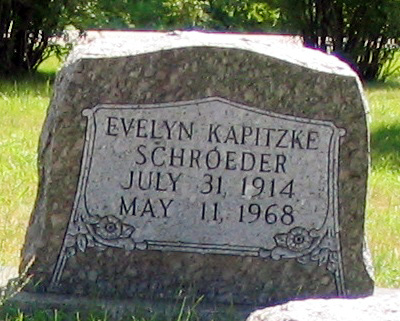 EVELYN KAPITZKE
SCHROEDER
JULY 31, 1914
MAY 11, 1968